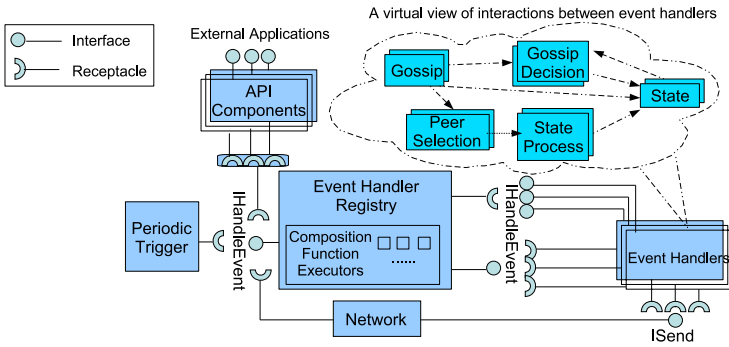 A virtual view of interactions between event handlers
Interface
Receptacle
External Applications
API
Components
Gossip
Gossip
Decision
State
Peer
Selection
State
Process
IHandleEvent
Event Handler
Registry
Composition
Function
Executors
......
Periodic
Trigger
IHandleEvent
Event Handlers
Network
ISend